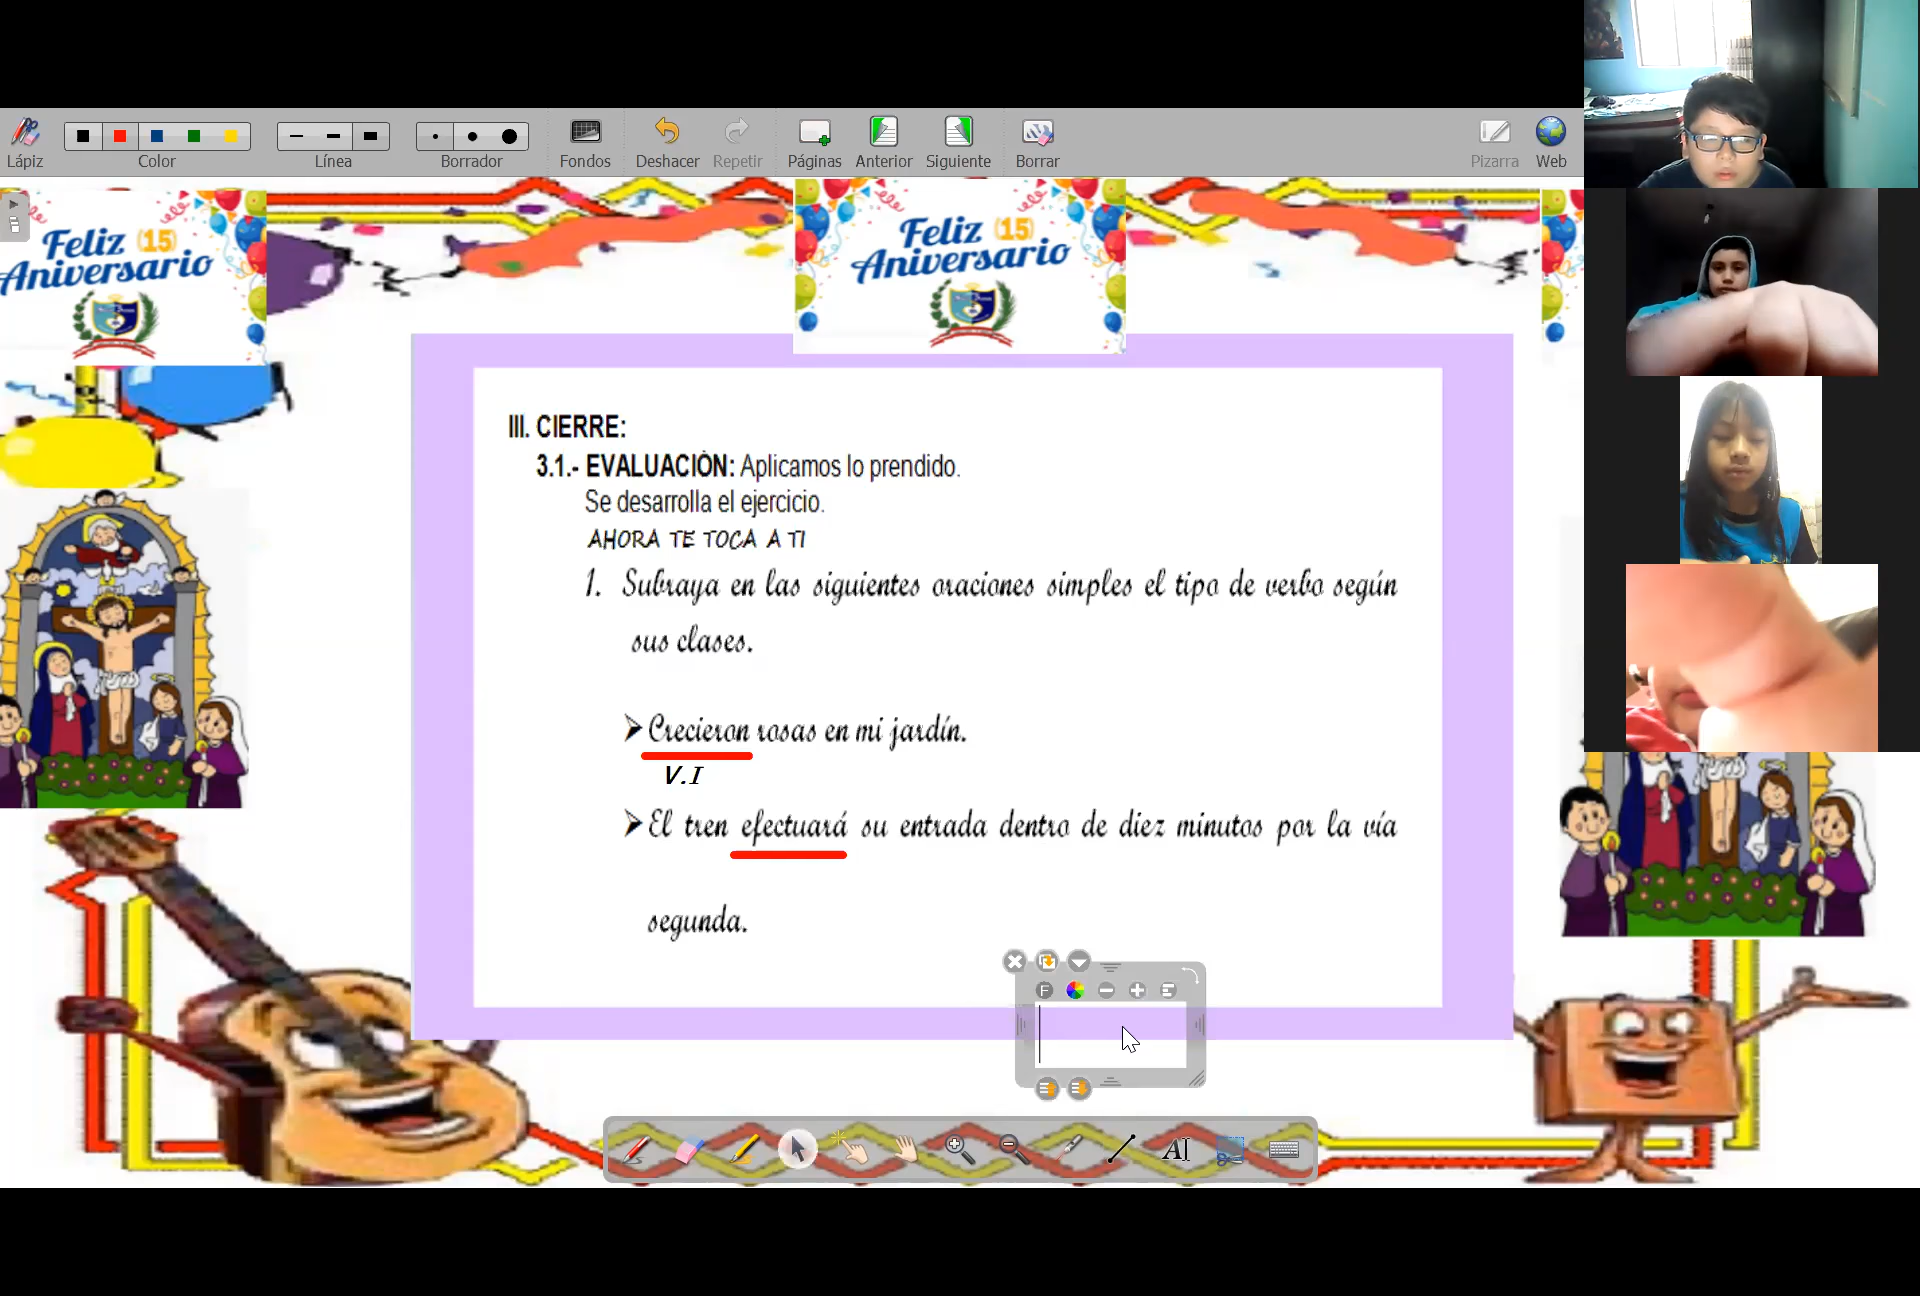 Lápiz
Color
Línea
Borrador
Fondos
Deshacer
Repetir
Páginas
Anterior
Siguiente
Borrar
Pizarra
Web
Feliz 15
Aniversario
Feliz 15
Aniversario
III. CIERRE:
3.1.- EVALUACIÓN: Aplicamos lo prendido.
Se desarrolla el ejercicio.
AHORA TE TOCA A TI
1. Subraya en las siguientes oraciones simples el tipo de verbo según
sus clases.
➤ Crecieron rosas en mi jardín.
V.I
➤ El tren efectuará su entrada dentro de diez minutos por la vía
segunda.
F
AI